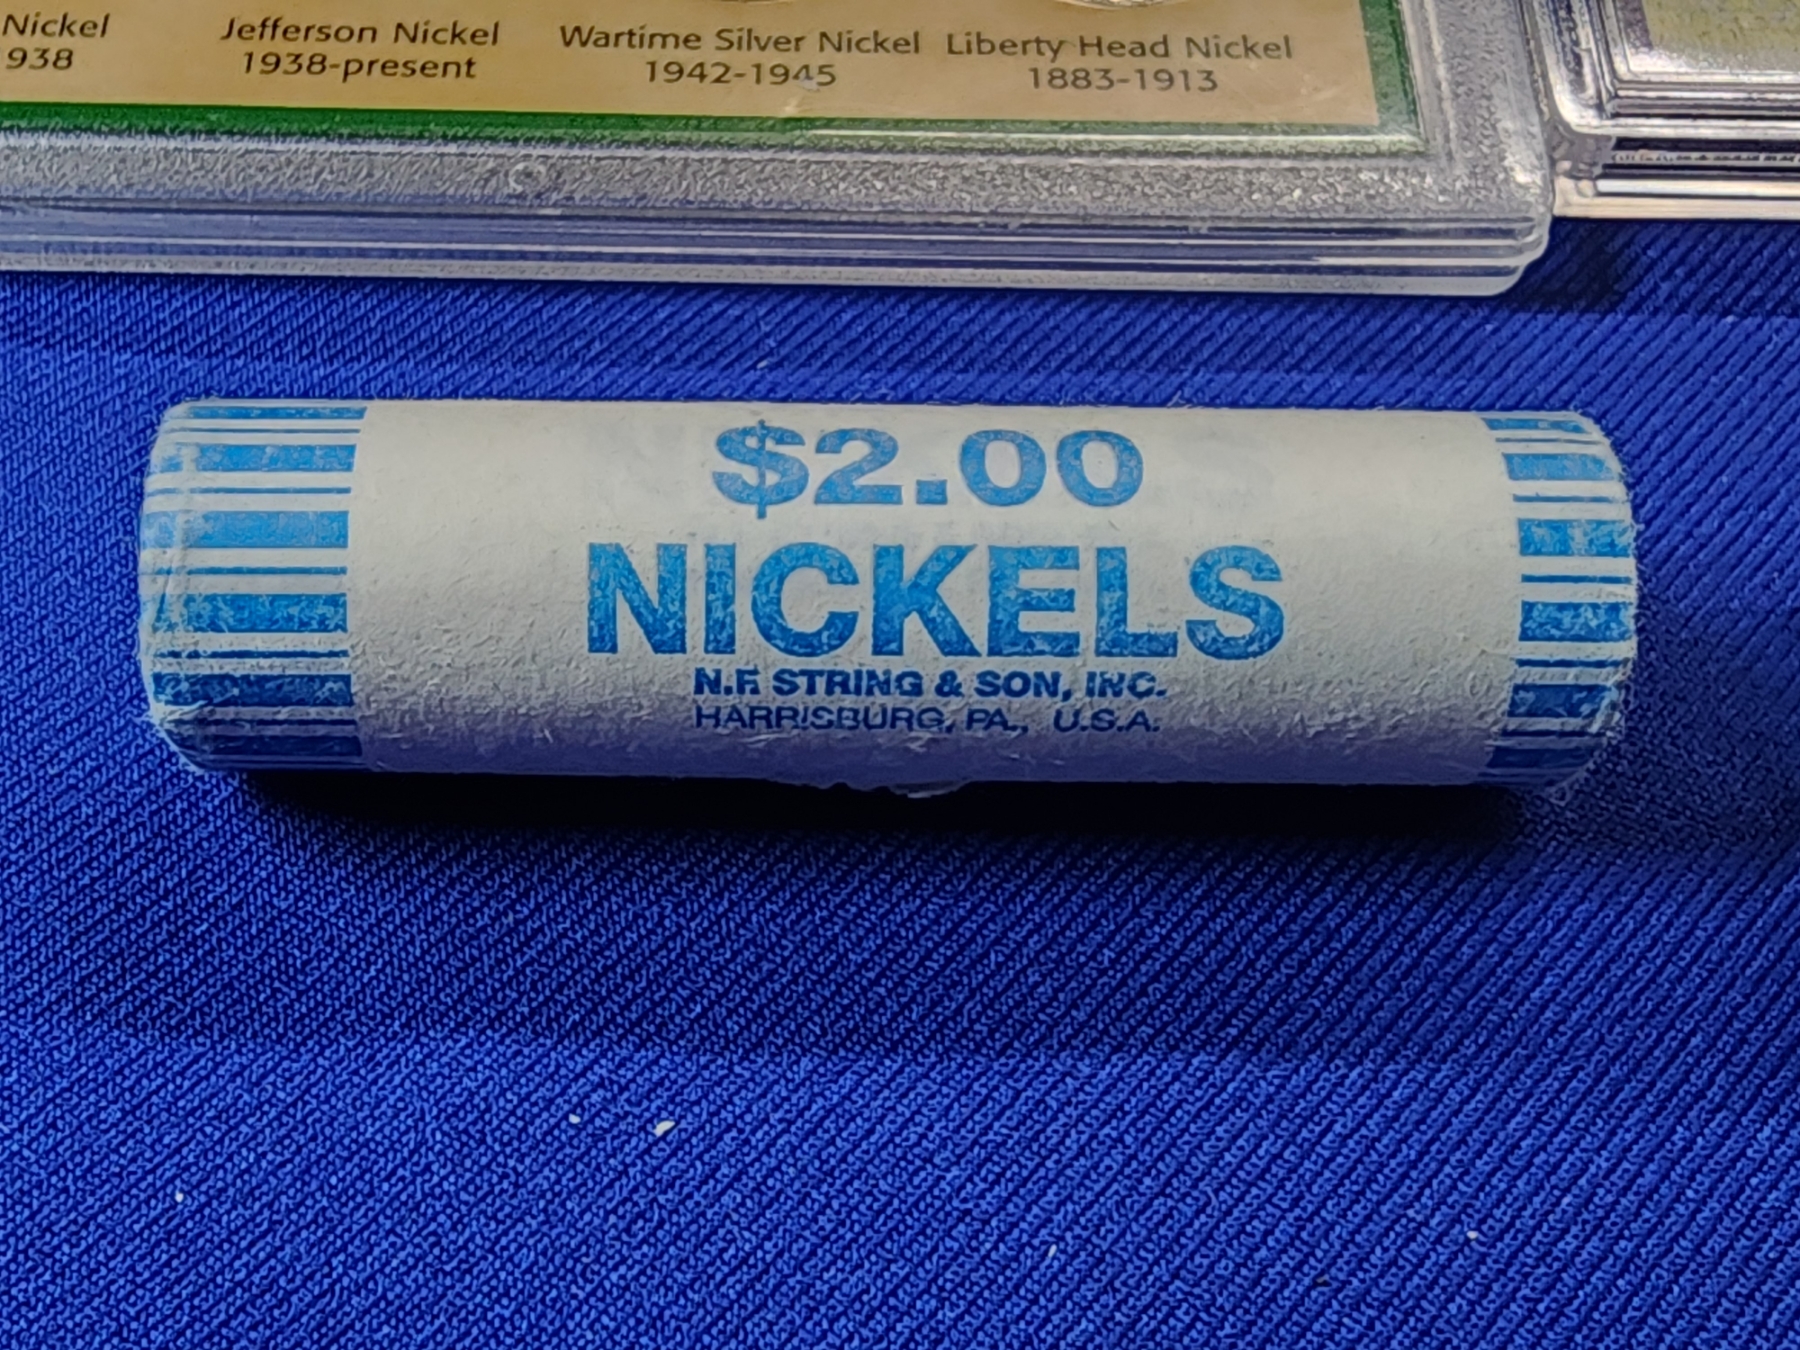 Nickel
938
Jefferson Nickel
1938-present
Wartime Silver Nickel
1942-1945
Liberty Head Nickel
1883-1913
$2.00
NICKELS
N.F. STRING & SON, INC.
HARRISBURG, PA., U.S.A.